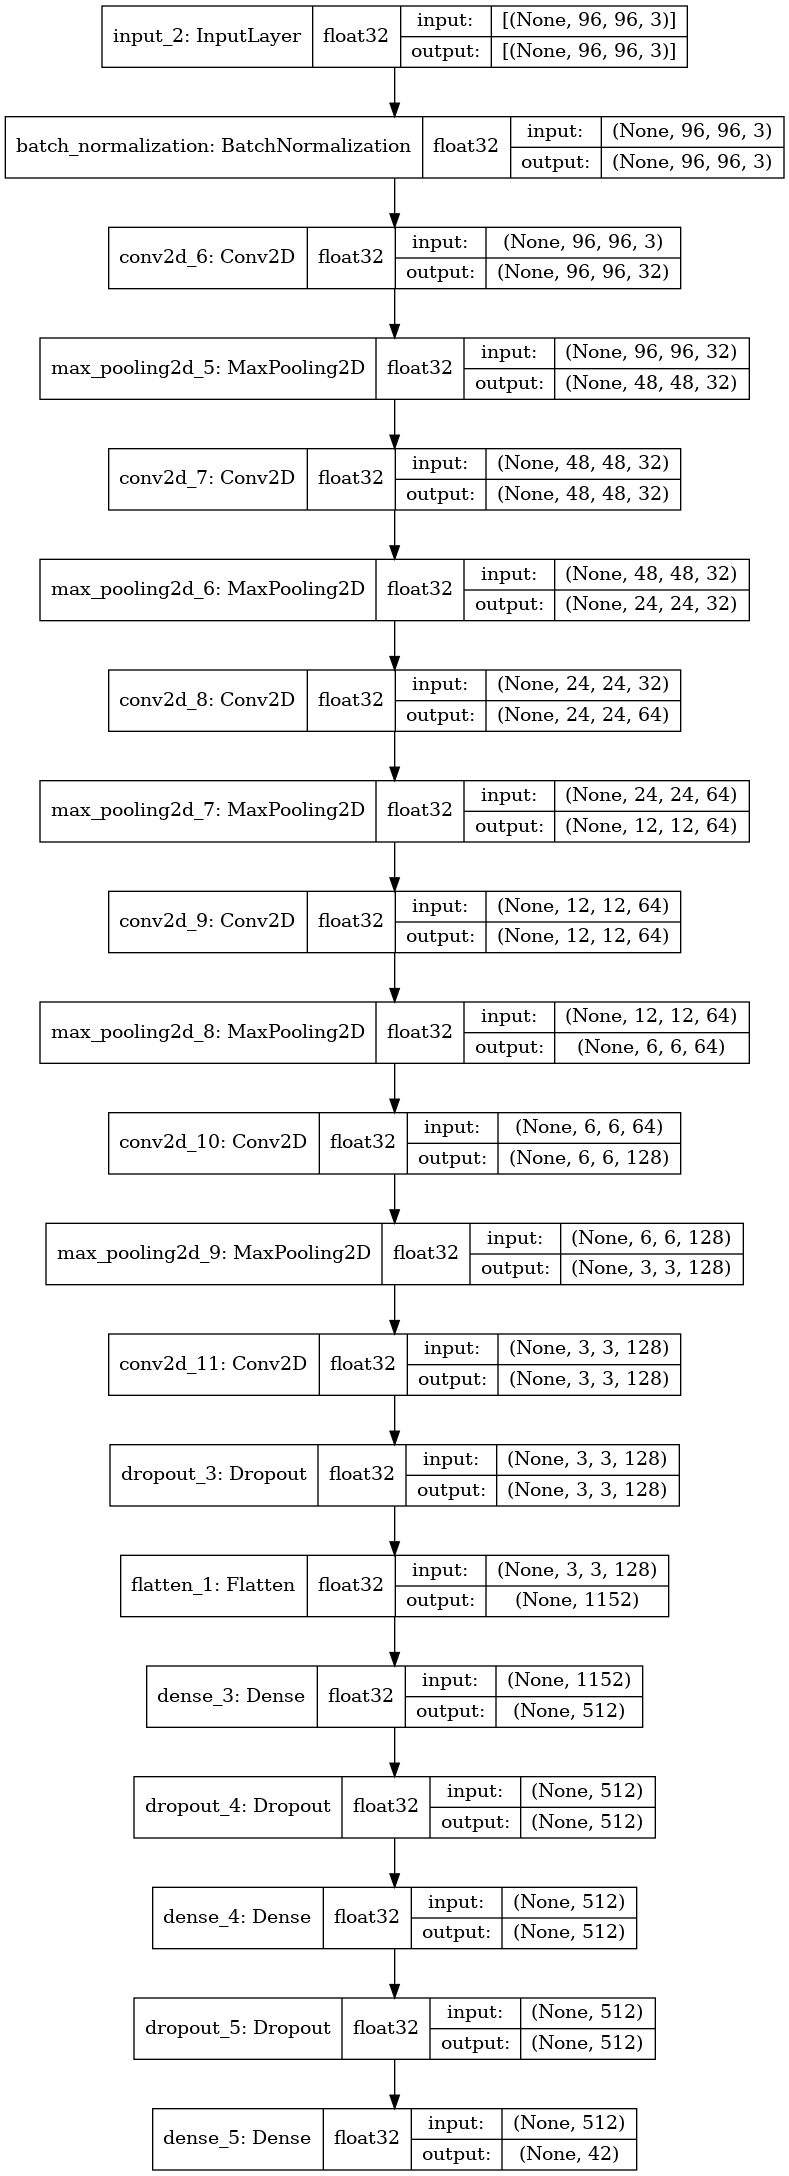 input_2: InputLayer float32 input: [(None, 96, 96, 3)]
output: [(None, 96, 96, 3)]
batch_normalization: BatchNormalization float32 input: (None, 96, 96, 3)
output: (None, 96, 96, 3)
conv2d_6: Conv2D float32 input: (None, 96, 96, 3)
output: (None, 96, 96, 32)
max_pooling2d_5: MaxPooling2D float32 input: (None, 96, 96, 32)
output: (None, 48, 48, 32)
conv2d_7: Conv2D float32 input: (None, 48, 48, 32)
output: (None, 48, 48, 32)
max_pooling2d_6: MaxPooling2D float32 input: (None, 48, 48, 32)
output: (None, 24, 24, 32)
conv2d_8: Conv2D float32 input: (None, 24, 24, 32)
output: (None, 24, 24, 64)
max_pooling2d_7: MaxPooling2D float32 input: (None, 24, 24, 64)
output: (None, 12, 12, 64)
conv2d_9: Conv2D float32 input: (None, 12, 12, 64)
output: (None, 12, 12, 64)
max_pooling2d_8: MaxPooling2D float32 input: (None, 12, 12, 64)
output: (None, 6, 6, 64)
conv2d_10: Conv2D float32 input: (None, 6, 6, 64)
output: (None, 6, 6, 128)
max_pooling2d_9: MaxPooling2D float32 input: (None, 6, 6, 128)
output: (None, 3, 3, 128)
conv2d_11: Conv2D float32 input: (None, 3, 3, 128)
output: (None, 3, 3, 128)
dropout_3: Dropout float32 input: (None, 3, 3, 128)
output: (None, 3, 3, 128)
flatten_1: Flatten float32 input: (None, 3, 3, 128)
output: (None, 1152)
dense_3: Dense float32 input: (None, 1152)
output: (None, 512)
dropout_4: Dropout float32 input: (None, 512)
output: (None, 512)
dense_4: Dense float32 input: (None, 512)
output: (None, 512)
dropout_5: Dropout float32 input: (None, 512)
output: (None, 512)
dense_5: Dense float32 input: (None, 512)
output: (None, 42)